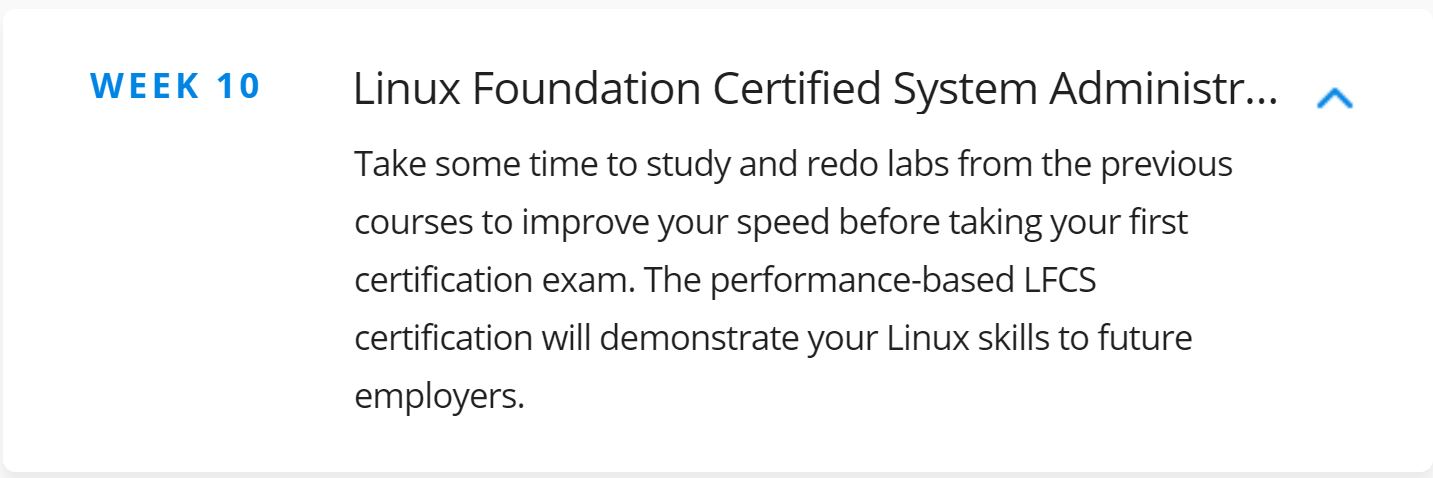 WEEK 10
Linux Foundation Certified System Administr...
Take some time to study and redo labs from the previous
courses to improve your speed before taking your first
certification exam. The performance-based LFCS
certification will demonstrate your Linux skills to future
employers.